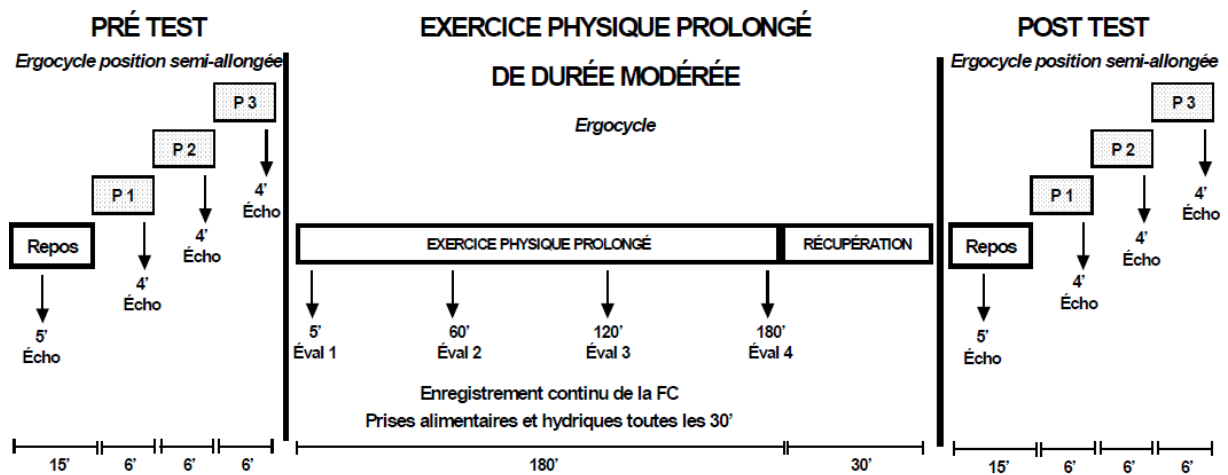 PRÉ TEST
Ergocycle position semi-allongée
P 3
P 2
P 1
Repos
4'
Écho
4'
Écho
4'
Écho
5'
Écho
15'
6'
6'
6'
EXERCICE PHYSIQUE PROLONGÉ
DE DURÉE MODÉRÉE
Ergocycle
EXERCICE PHYSIQUE PROLONGÉ
RÉCUPÉRATION
5'
Éval 1
60'
Éval 2
120'
Éval 3
180'
Éval 4
Enregistrement continu de la FC
Prises alimentaires et hydriques toutes les 30'
180'
30'
POST TEST
Ergocycle position semi-allongée
P 3
P 2
P 1
Repos
4'
Écho
4'
Écho
4'
Écho
5'
Écho
15'
6'
6'
6'